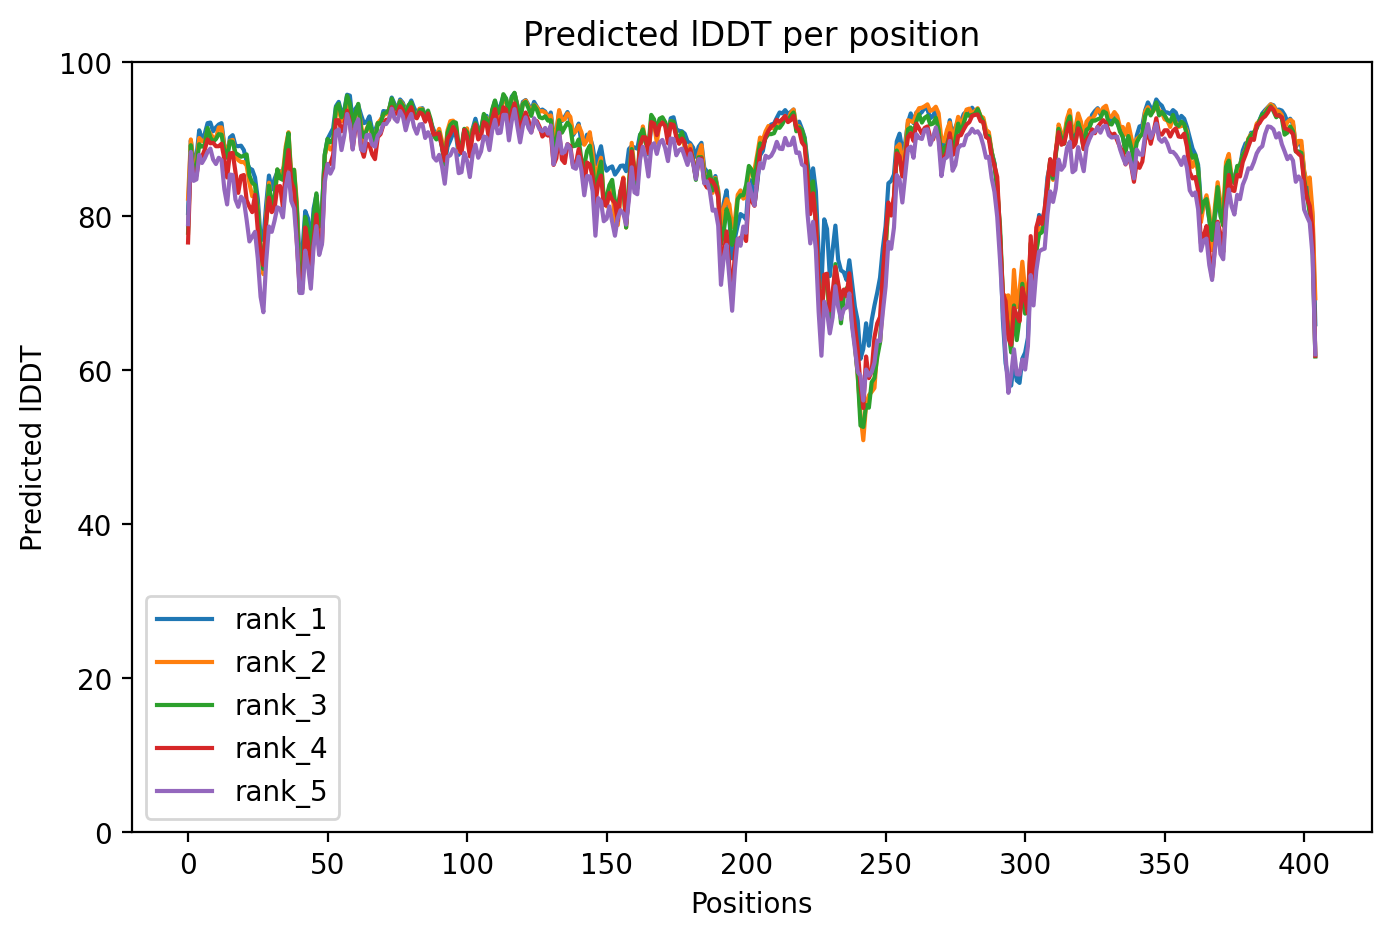 Predicted lDDT per position
100
80
60
40
20
0
Predicted lDDT
rank_1
rank_2
rank_3
rank_4
rank_5
0 50 100 150 200 250 300 350 400
Positions